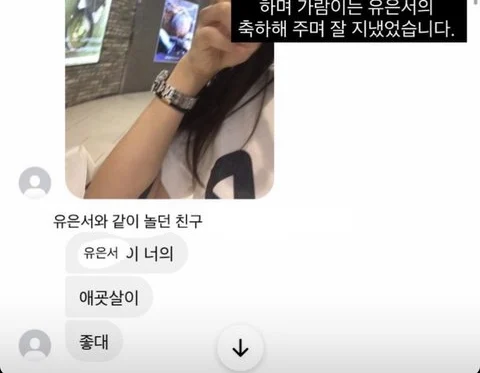 하며 가람이는 유은서의
축하해 주며 잘 지냈었습니다.
유은서와 같이 놀던 친구
유은서이 너의
애굣살이
좋대